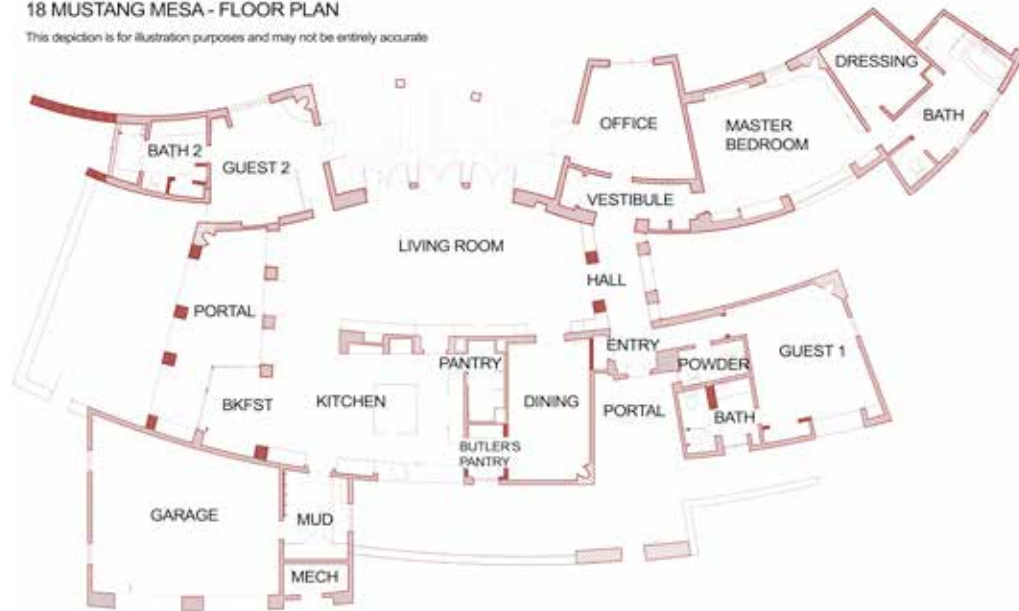 18 MUSTANG MESA - FLOOR PLAN
This depiction is for illustration purposes and may not be entirely accurate
DRESSING
BATH
OFFICE
MASTER
BEDROOM
BATH 2
GUEST 2
VESTIBULE
LIVING ROOM
HALL
PORTAL
ENTRY
GUEST 1
PANTRY
POWDER
BKFST
KITCHEN
DINING
PORTAL
BATH
BUTLER'S
PANTRY
GARAGE
MUD
MECH